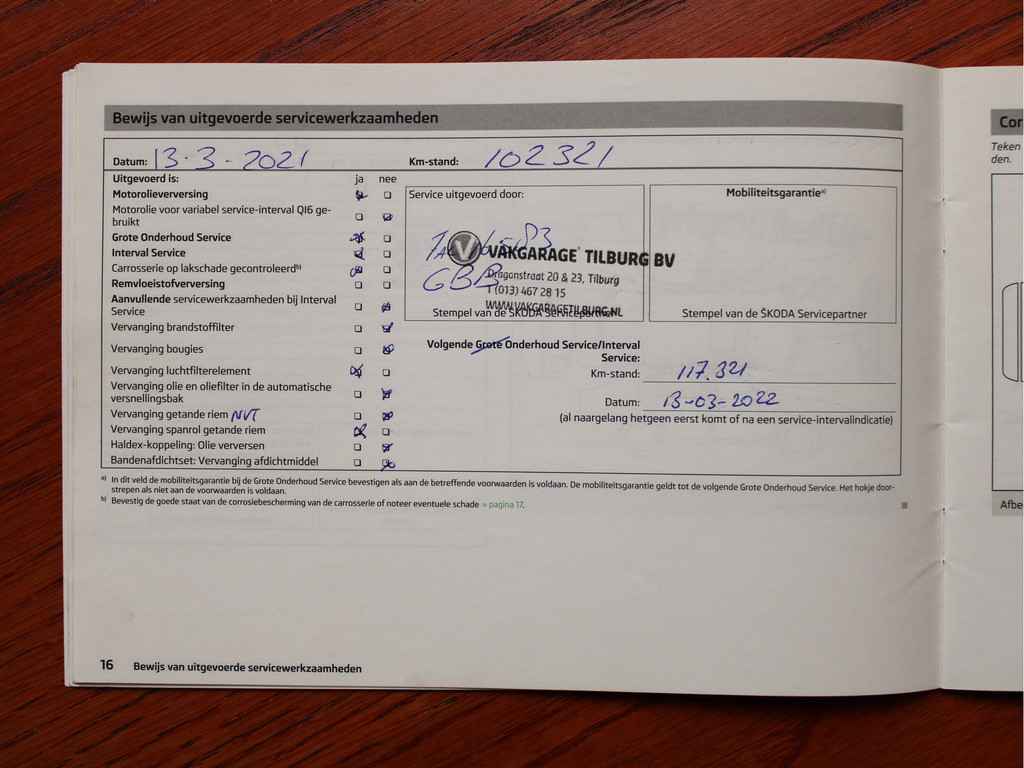 Bewijs van uitgevoerde servicewerkzaamheden
Datum: 13-3-2021
Km-stand: 102321
Uitgevoerd is: ja nee
Motorolieverversing
Motorolie voor variabel service-interval QI6 ge-
bruikt
Grote Onderhoud Service
Interval Service
Carrosserie op lakschade gecontroleerd b)
Remvloeistofverversing
Aanvullende servicewerkzaamheden bij Interval
Service
Vervanging brandstoffilter
Vervanging bougies
Vervanging luchtfilterelement
Vervanging olie en oliefilter in de automatische
versnellingsbak
Vervanging getande riem NVT
Vervanging spanrol getande riem
Haldex-koppeling: Olie verversen
Bandenafdichtset: Vervanging afdichtmiddel
Service uitgevoerd door:
VAKGARAGE TILBURG BV
Dragonstraat 20 & 23, Tilburg
T (013) 467 28 15
WWW.VAKGARAGETILBURG.NL
GBB
Stempel van de ŠKODA Servicepartner
Mobiliteitsgarantie a)
Stempel van de ŠKODA Servicepartner
Volgende Grote Onderhoud Service/Interval
Service:
Km-stand: 117.321
Datum: 13-03-2022
(al naargelang hetgeen eerst komt of na een service-intervalindicatie)
a) In dit veld de mobiliteitsgarantie bij de Grote Onderhoud Service bevestigen als aan de betreffende voorwaarden is voldaan. De mobiliteitsgarantie geldt tot de volgende Grote Onderhoud Service. Het hokje door-
strepen als niet aan de voorwaarden is voldaan.
b) Bevestig de goede staat van de corrosiebescherming van de carrosserie of noteer eventuele schade » pagina 17.
16 Bewijs van uitgevoerde servicewerkzaamheden
Cor
Teken
den.
Afbe